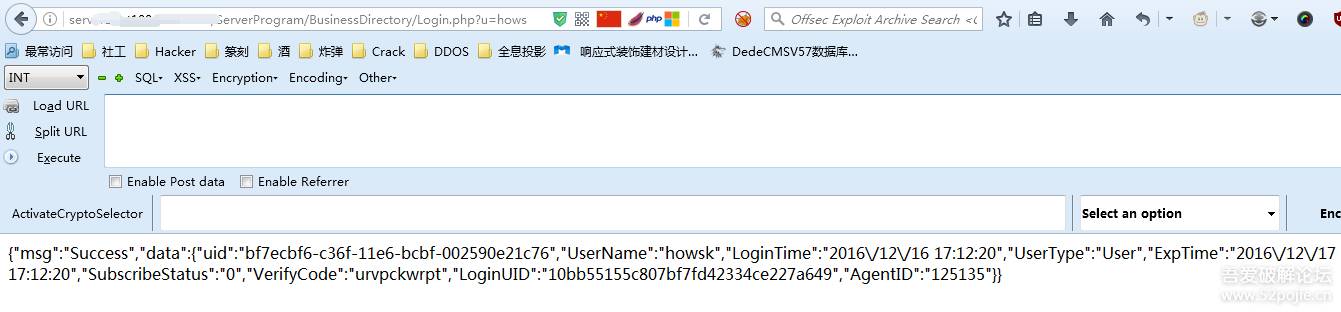 ServerProgram/BusinessDirectory/Login.php?u=hows
php
Offsec Exploit Archive Search <C
最常访问 社工 Hacker 篆刻 酒 炸弹 Crack DDOS 全息投影 响应式装饰建材设计... DedeCMSV57数据库...
INT SQL- XSS- Encryption- Encoding- Other-
Load URL
Split URL
Execute
Enable Post data Enable Referrer
ActivateCryptoSelector Select an option Enc
{"msg":"Success","data":{"uid":"bf7ecbf6-c36f-11e6-bcbf-002590e21c76","UserName":"howsk","LoginTime":"2016\/12\/16 17:12:20","UserType":"User","ExpTime":"2016\/12\/17
17:12:20","SubscribeStatus":"0","VerifyCode":"urvpckwrpt","LoginUID":"10bb55155c807bf7fd42334ce227a649","AgentID":"125135"}}
吾爱破解论坛
www.52pojie.cn